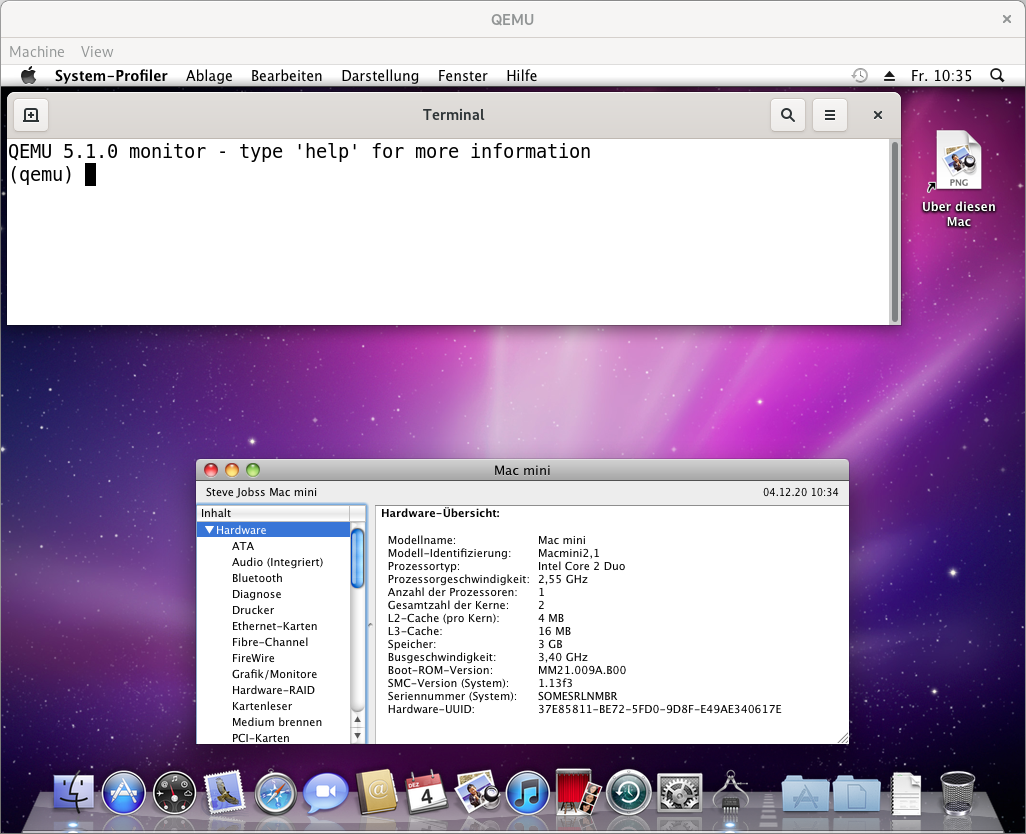 QEMU
Machine View
System-Profiler Ablage Bearbeiten Darstellung Fenster Hilfe Fr. 10:35
Terminal
QEMU 5.1.0 monitor - type 'help' for more information
(qemu)
PNG
Über diesen
Mac
Mac mini
Steve Jobss Mac mini 04.12.20 10:34
Inhalt
Hardware
ATA
Audio (Integriert)
Bluetooth
Diagnose
Drucker
Ethernet-Karten
Fibre-Channel
FireWire
Grafik/Monitore
Hardware-RAID
Kartenleser
Medium brennen
PCI-Karten
Hardware-Übersicht:
Modellname: Mac mini
Modell-Identifizierung: Macmini2,1
Prozessortyp: Intel Core 2 Duo
Prozessorgeschwindigkeit: 2,55 GHz
Anzahl der Prozessoren: 1
Gesamtzahl der Kerne: 2
L2-Cache (pro Kern): 4 MB
L3-Cache: 16 MB
Speicher: 3 GB
Busgeschwindigkeit: 3,40 GHz
Boot-ROM-Version: MM21.009A.B00
SMC-Version (System): 1.13f3
Seriennummer (System): SOMESRLNMBR
Hardware-UUID: 37E85811-BE72-5FD0-9D8F-E49AE340617E
DEZ
4